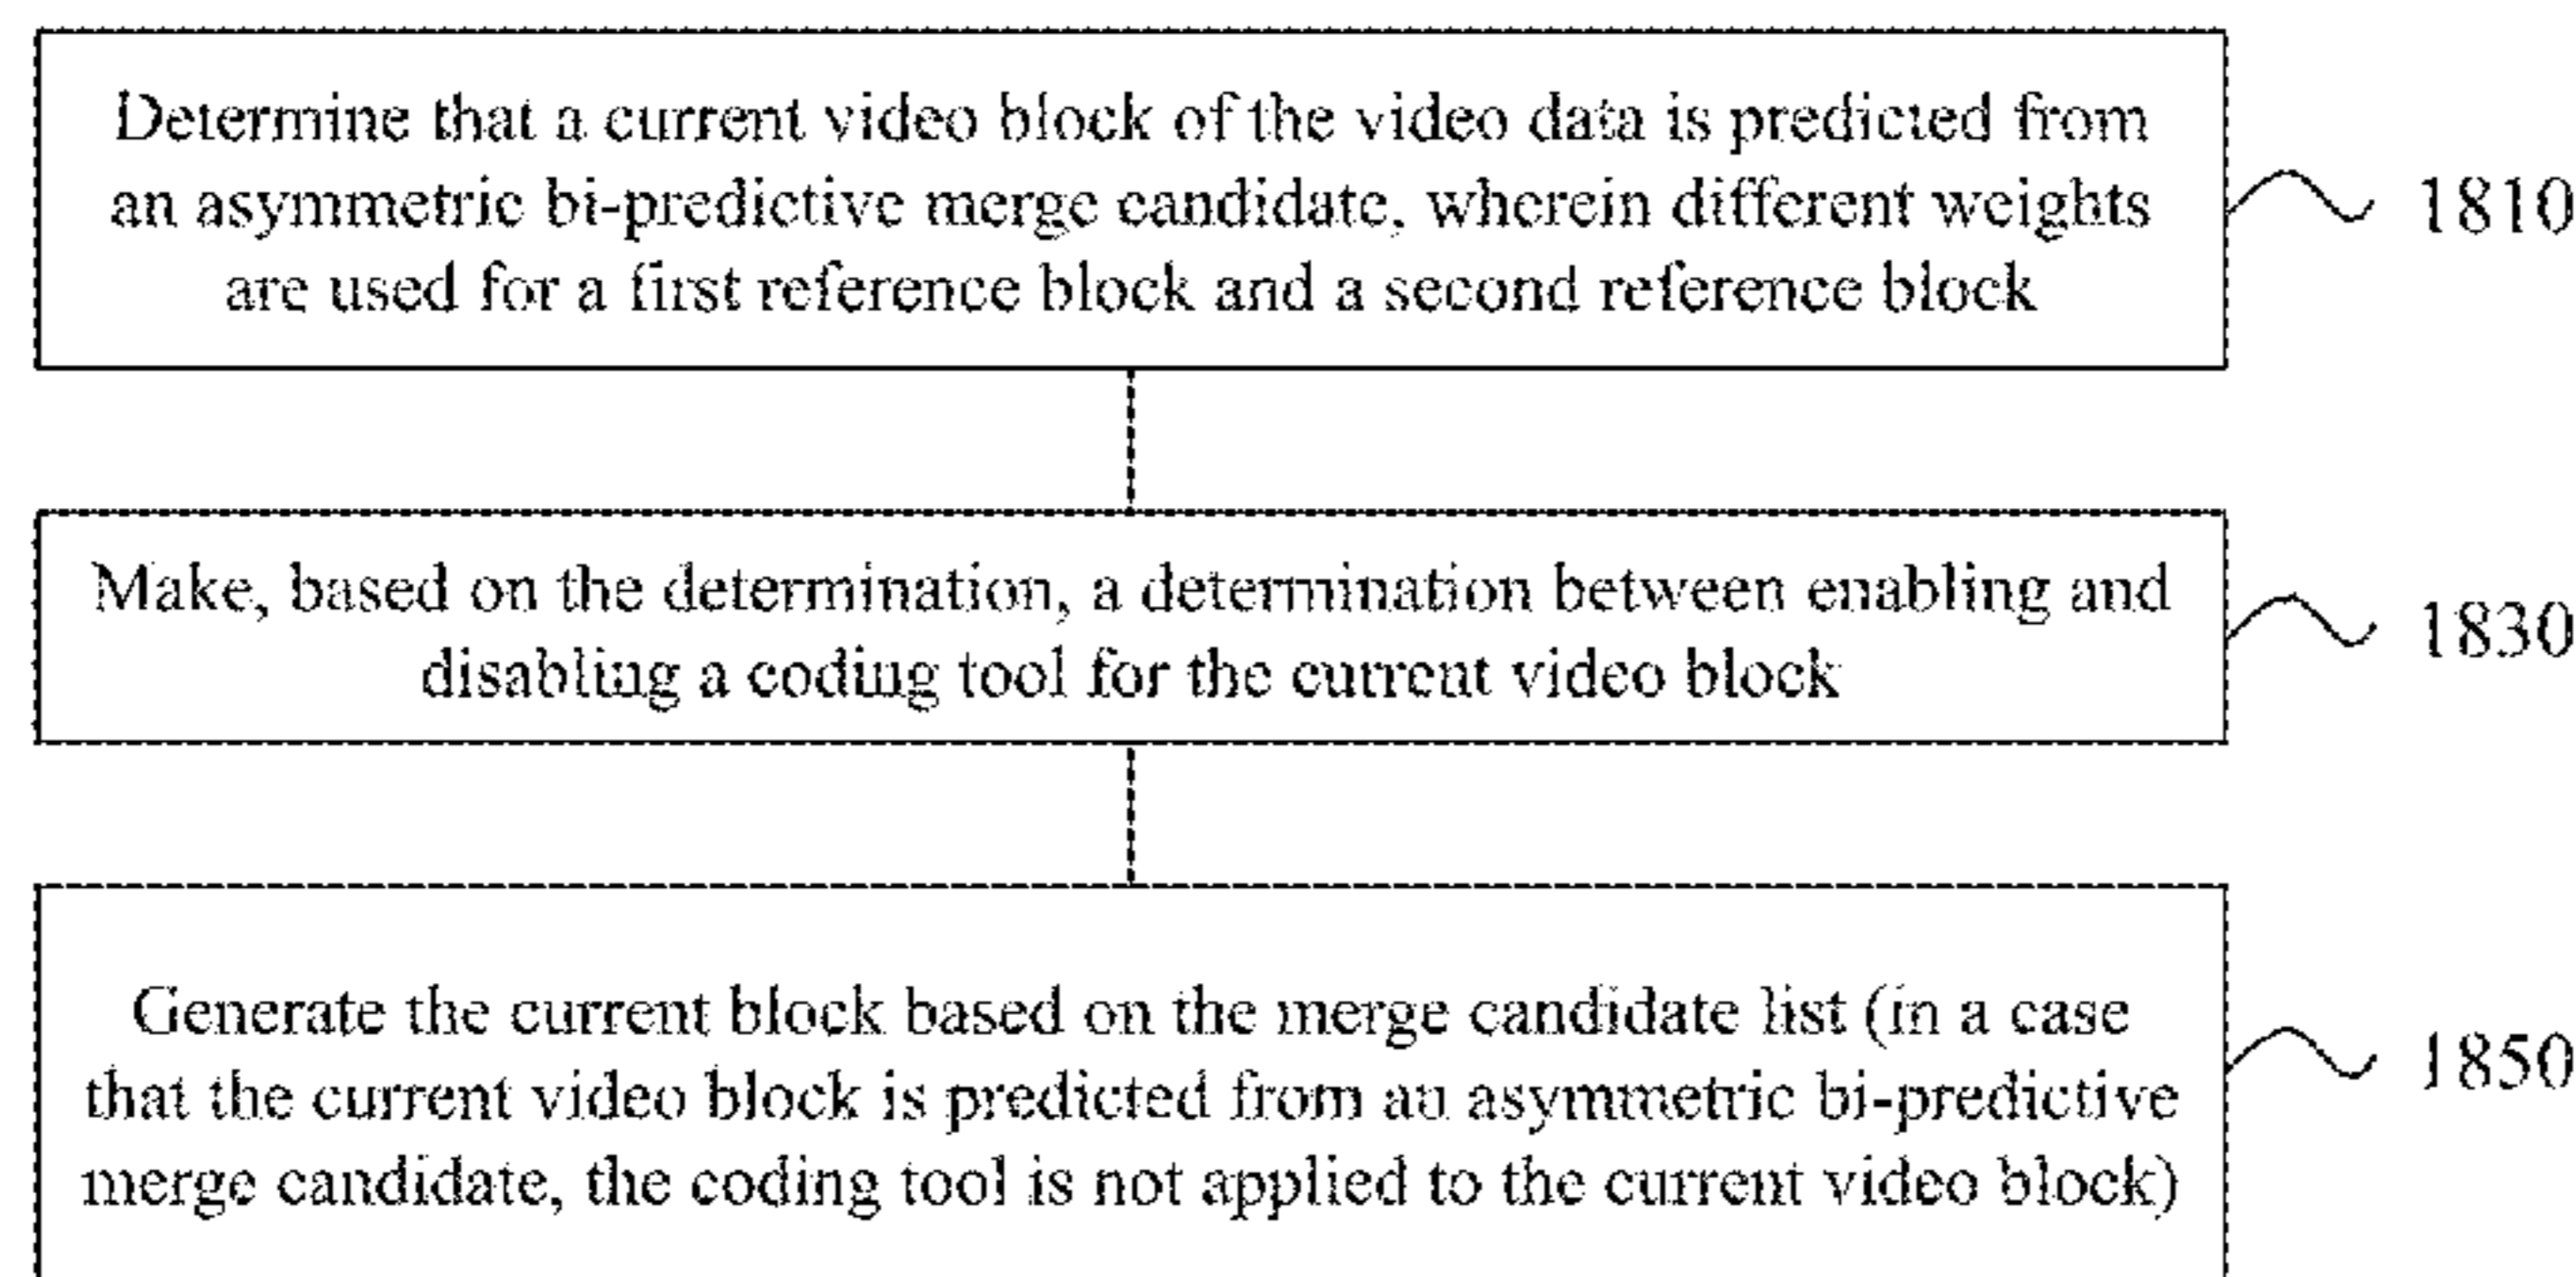 Determine that a current video block of the video data is predicted from
an asymmetric bi-predictive merge candidate, wherein different weights
are used for a first reference block and a second reference block
1810
Make, based on the determination, a determination between enabling and
disabling a coding tool for the current video block
1830
Generate the current block based on the merge candidate list (in a case
that the current video block is predicted from an asymmetric bi-predictive
merge candidate, the coding tool is not applied to the current video block)
1850